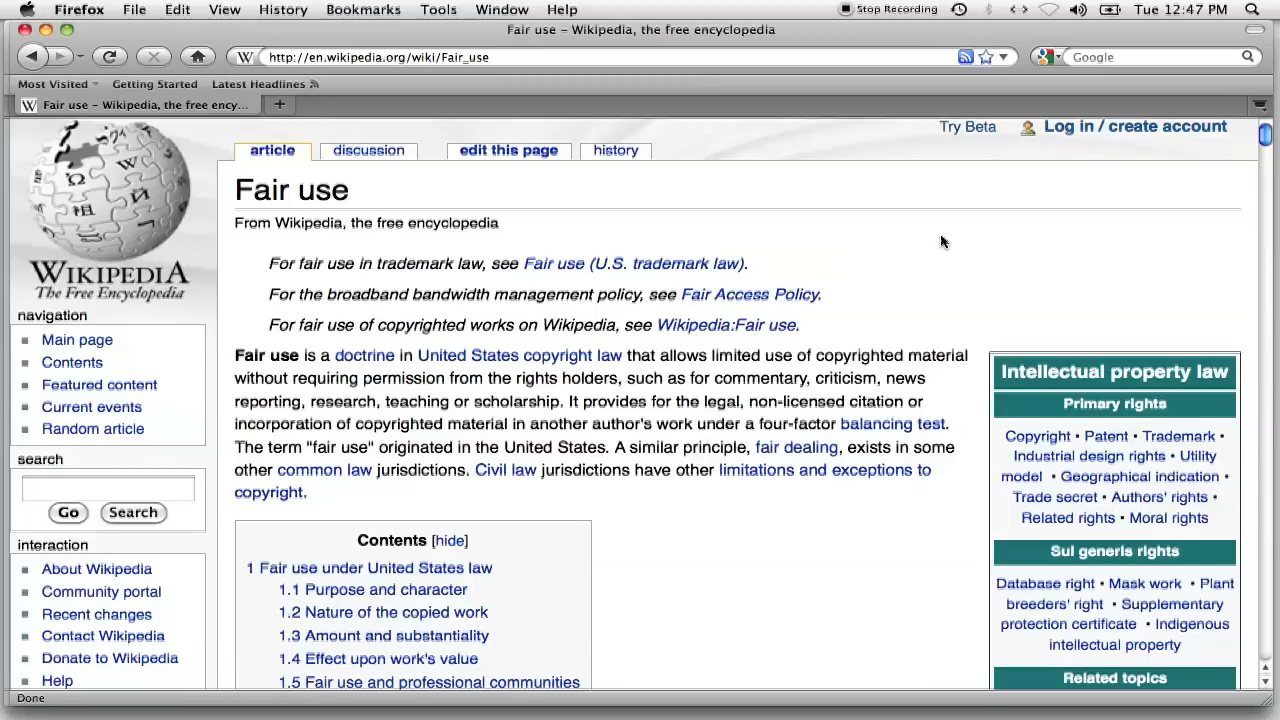 Firefox File Edit View History Bookmarks Tools Window Help Stop Recording Tue 12:47 PM
Fair use – Wikipedia, the free encyclopedia
W http://en.wikipedia.org/wiki/Fair_use Google
Most Visited Getting Started Latest Headlines
W Fair use – Wikipedia, the free ency... +
Try Beta Log in / create account
article discussion edit this page history
Fair use
From Wikipedia, the free encyclopedia
For fair use in trademark law, see Fair use (U.S. trademark law).
For the broadband bandwidth management policy, see Fair Access Policy.
For fair use of copyrighted works on Wikipedia, see Wikipedia:Fair use.
Fair use is a doctrine in United States copyright law that allows limited use of copyrighted material
without requiring permission from the rights holders, such as for commentary, criticism, news
reporting, research, teaching or scholarship. It provides for the legal, non-licensed citation or
incorporation of copyrighted material in another author's work under a four-factor balancing test.
The term "fair use" originated in the United States. A similar principle, fair dealing, exists in some
other common law jurisdictions. Civil law jurisdictions have other limitations and exceptions to
copyright.
Contents [hide]
1 Fair use under United States law
1.1 Purpose and character
1.2 Nature of the copied work
1.3 Amount and substantiality
1.4 Effect upon work's value
1.5 Fair use and professional communities
WIKIPEDIA
The Free Encyclopedia
navigation
Main page
Contents
Featured content
Current events
Random article
search
Go Search
interaction
About Wikipedia
Community portal
Recent changes
Contact Wikipedia
Donate to Wikipedia
Help
Intellectual property law
Primary rights
Copyright • Patent • Trademark •
Industrial design rights • Utility
model • Geographical indication •
Trade secret • Authors' rights •
Related rights • Moral rights
Sui generis rights
Database right • Mask work • Plant
breeders' right • Supplementary
protection certificate • Indigenous
intellectual property
Related topics
Done